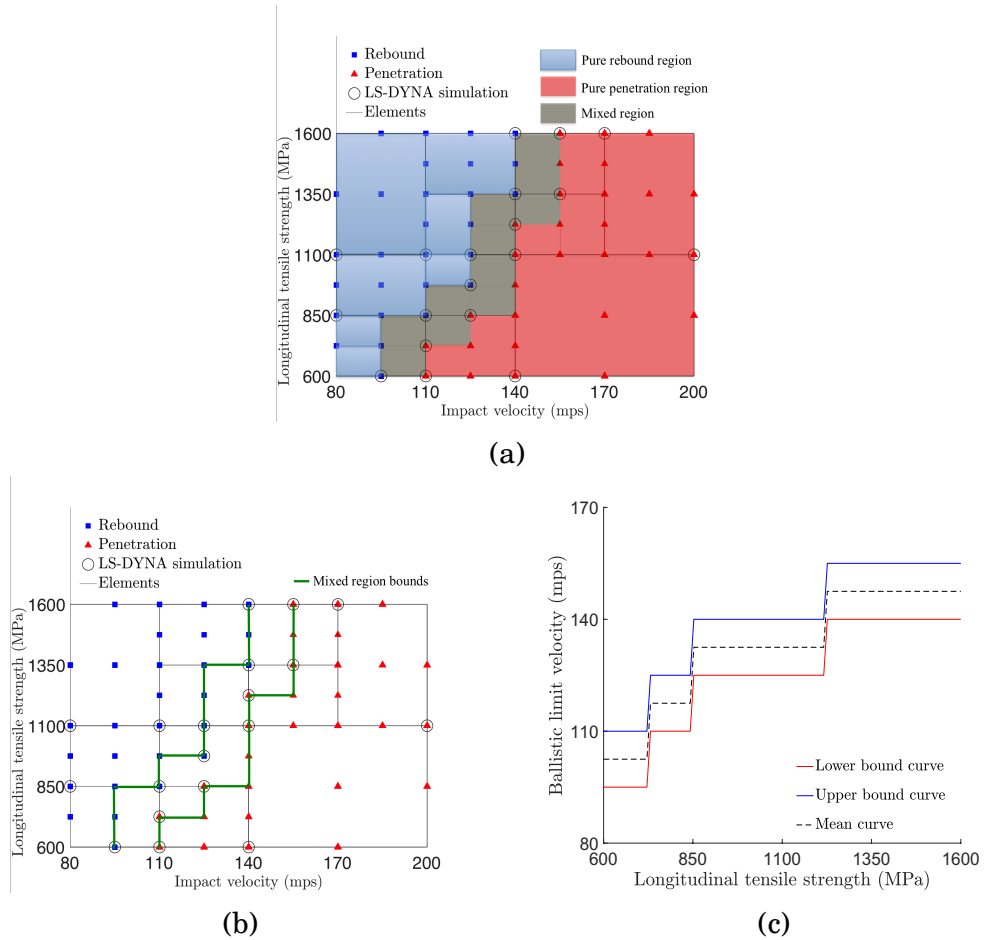 Rebound
Penetration
LS-DYNA simulation
Elements
Pure rebound region
Pure penetration region
Mixed region
Longitudinal tensile strength (MPa)
1600
1350
1100
850
600
80
110
140
170
200
Impact velocity (mps)
(a)
Rebound
Penetration
LS-DYNA simulation
Elements
Mixed region bounds
Longitudinal tensile strength (MPa)
1600
1350
1100
850
600
80
110
140
170
200
Impact velocity (mps)
(b)
Ballistic limit velocity (mps)
170
140
110
80
Lower bound curve
Upper bound curve
Mean curve
600
850
1100
1350
1600
Longitudinal tensile strength (MPa)
(c)